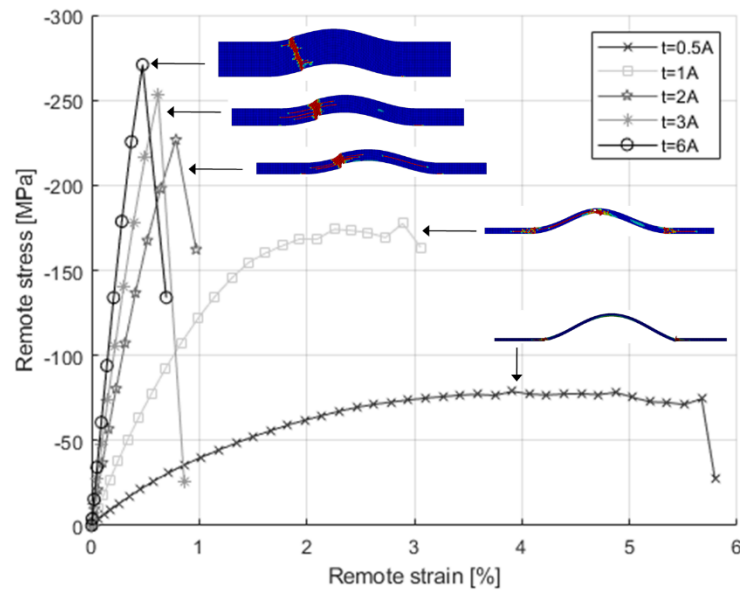 -300
-250
-200
-150
-100
-50
0
0
1
2
3
4
5
6
Remote stress [MPa]
Remote strain [%]
t=0.5A
t=1A
t=2A
t=3A
t=6A